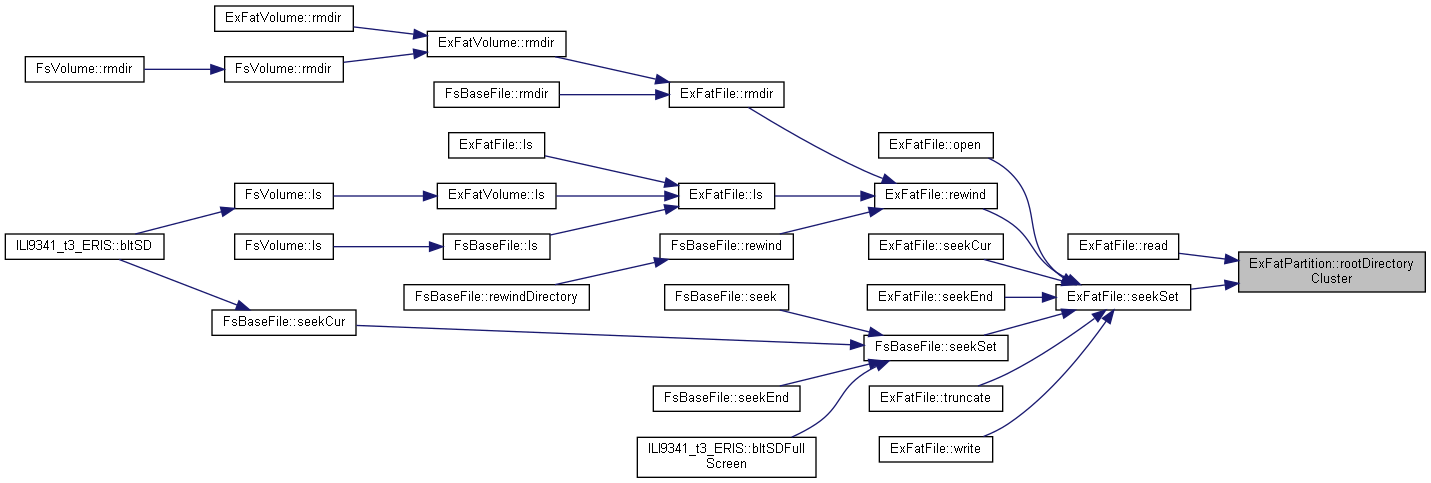 ExFatVolume::rmdir
ExFatVolume::rmdir
FsVolume::rmdir
FsVolume::rmdir
FsBaseFile::rmdir
ExFatFile::rmdir
ExFatFile::ls
ExFatFile::open
FsVolume::ls
ExFatVolume::ls
ExFatFile::ls
ExFatFile::rewind
ILI9341_t3_ERIS::bltSD
FsVolume::ls
FsBaseFile::ls
FsBaseFile::rewind
ExFatFile::seekCur
ExFatFile::read
ExFatPartition::rootDirectory
Cluster
FsBaseFile::rewindDirectory
FsBaseFile::seek
ExFatFile::seekEnd
ExFatFile::seekSet
FsBaseFile::seekCur
FsBaseFile::seekSet
FsBaseFile::seekEnd
ExFatFile::truncate
ILI9341_t3_ERIS::bltSDFull
Screen
ExFatFile::write